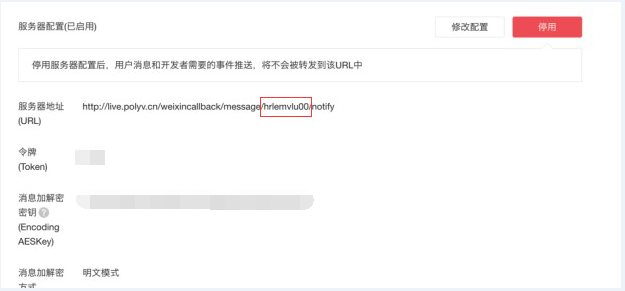 服务器配置(已启用)
修改配置
停用
停用服务器配置后，用户消息和开发者需要的事件推送，将不会被转发到该URL中
服务器地址
(URL)
http://live.polyv.cn/weixincallback/message/hrlemvlu00/notify
令牌
(Token)
消息加解密
密钥
?
(Encoding
AESKey)
消息加解密
方式
明文模式